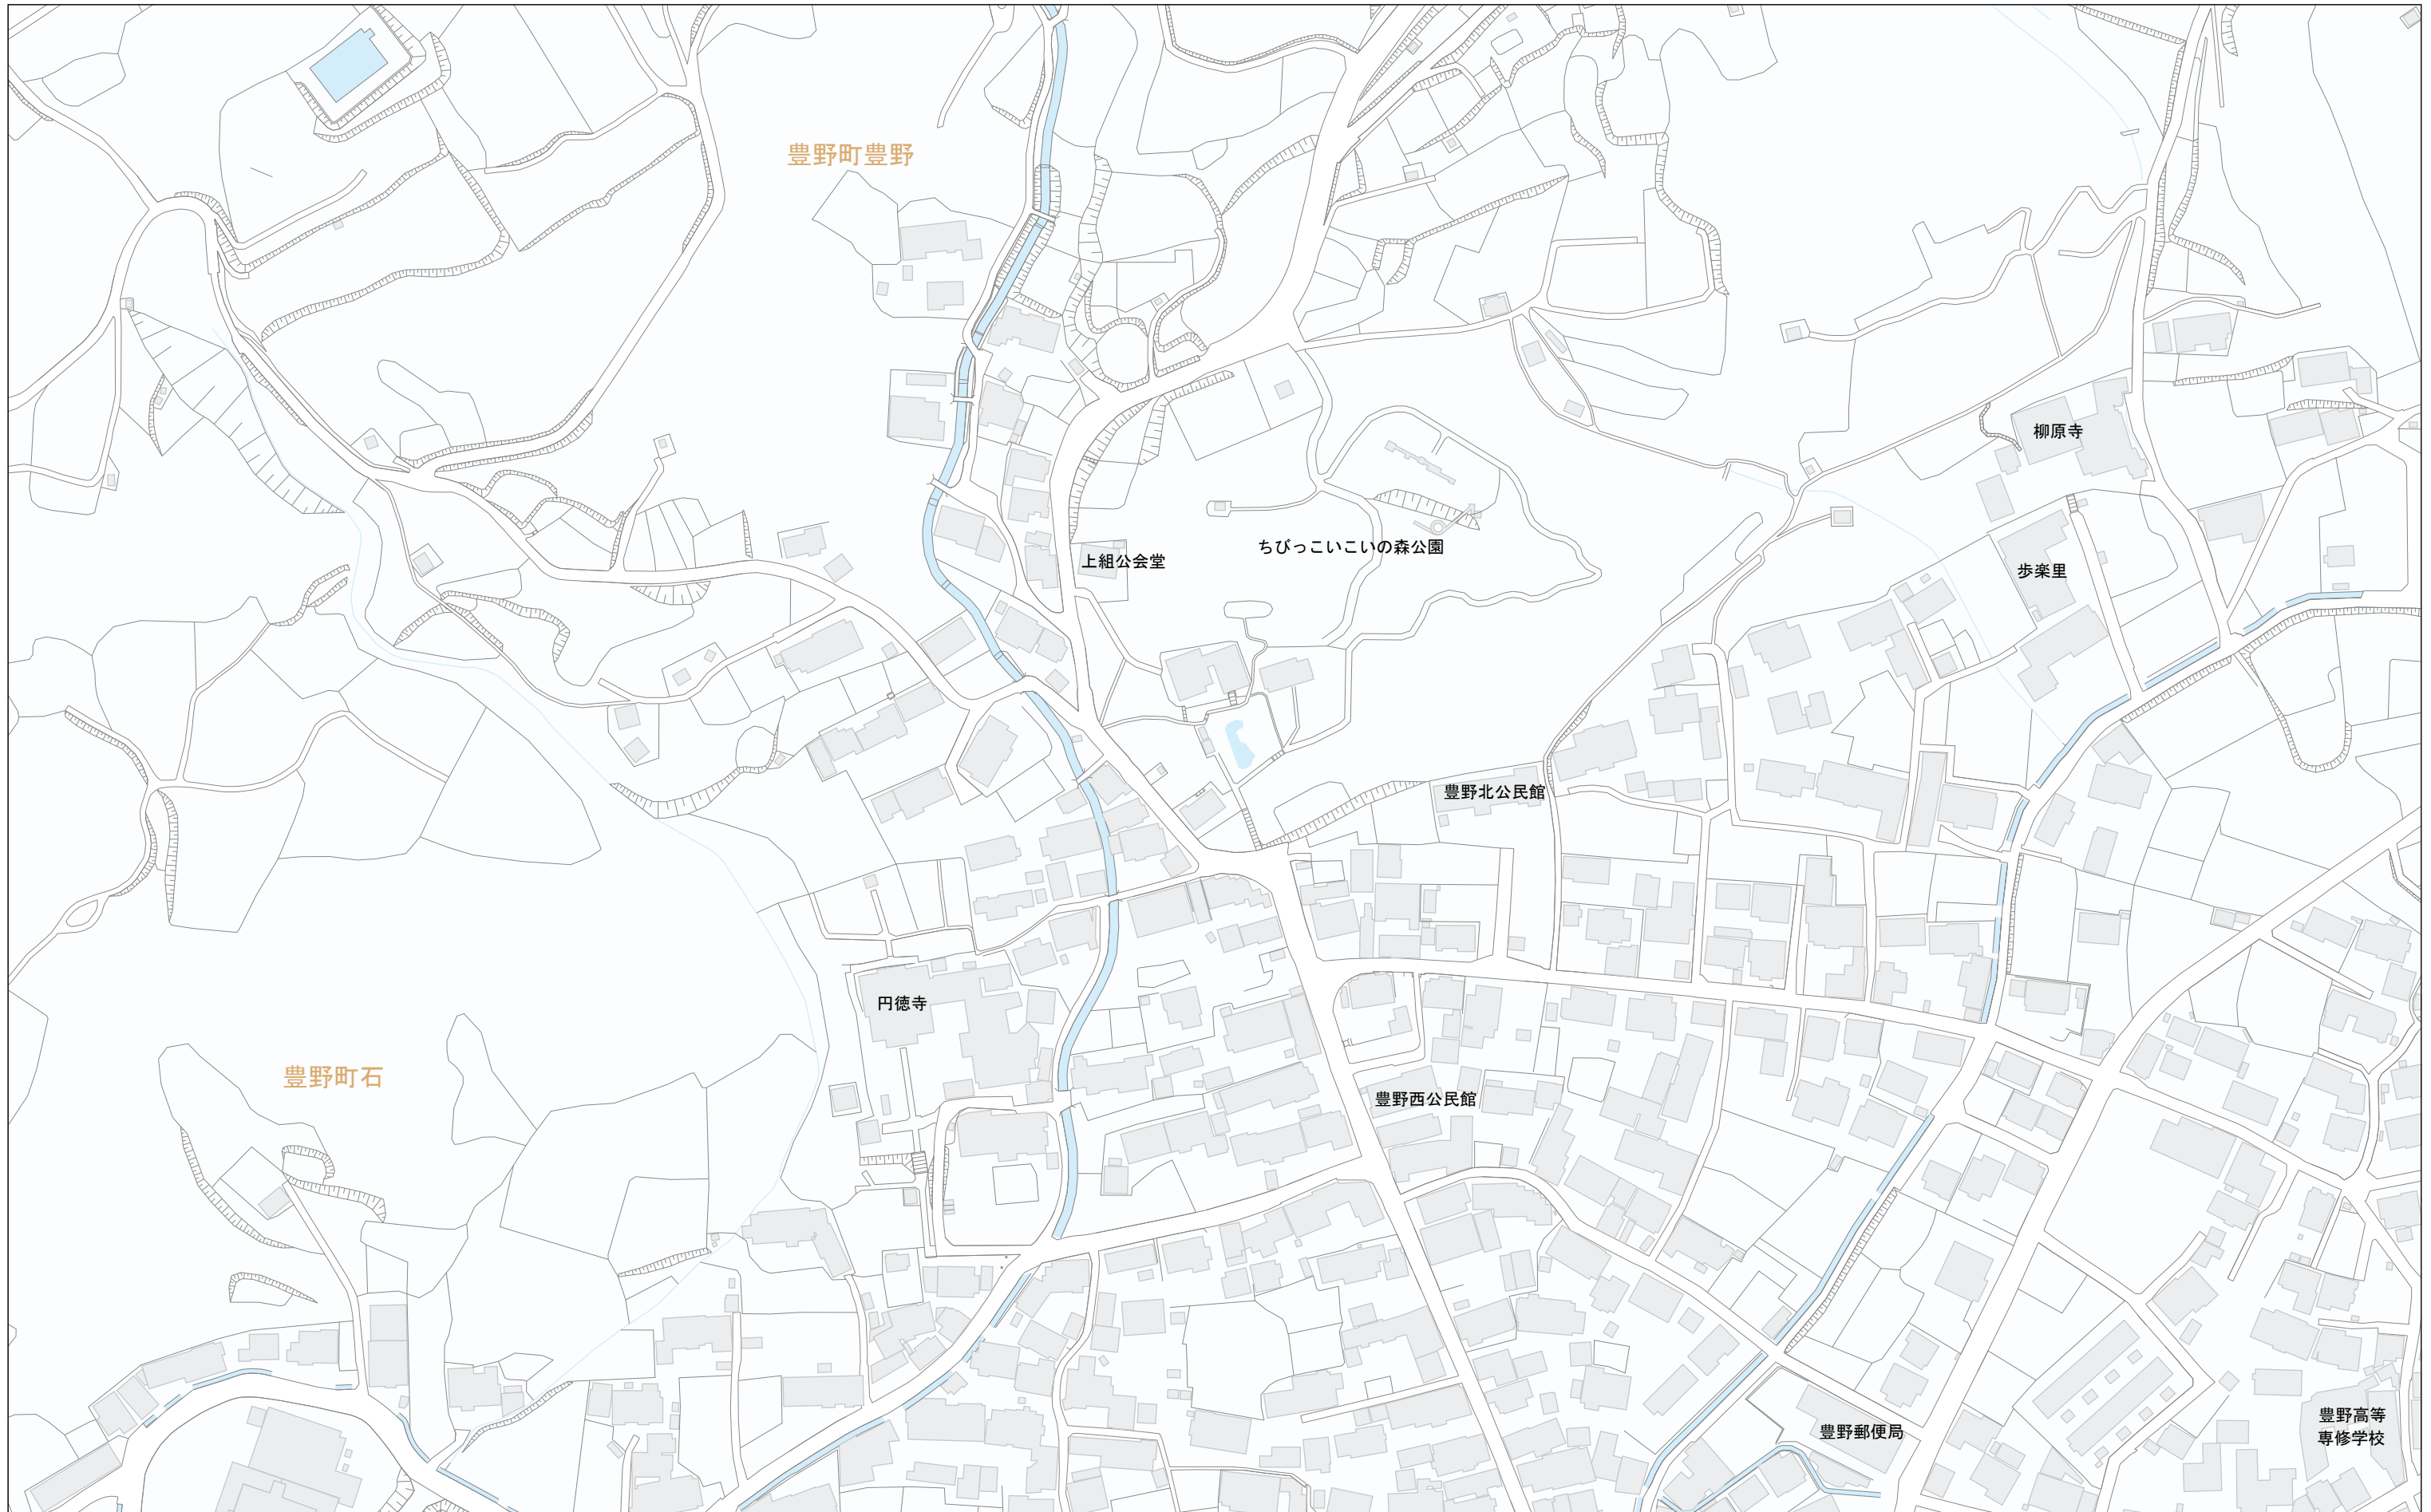 豊野町豊野
柳原寺
ちびっこいこいの森公園
上組公会堂
歩楽里
豊野北公民館
円徳寺
豊野町石
豊野西公民館
豊野高等
専修学校
豊野郵便局